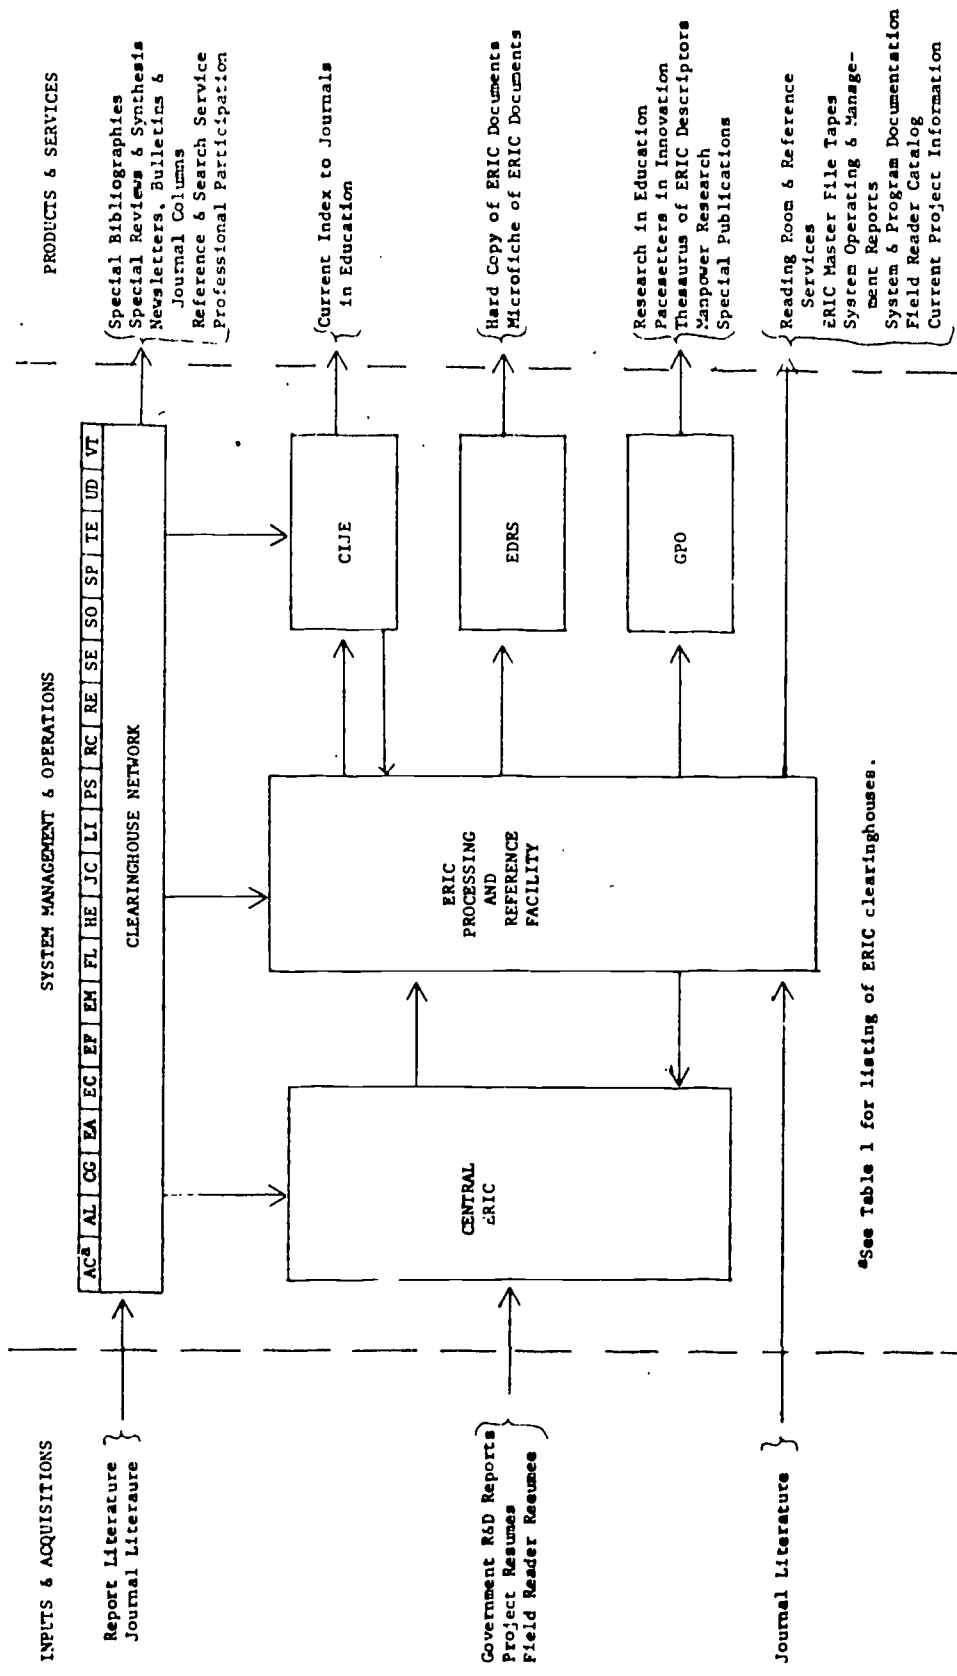 INPUTS & ACQUISITIONS
SYSTEM MANAGEMENT & OPERATIONS
PRODUCTS & SERVICES
Report Literature
Journal Literaure
ACa AL CG EA EC EF EM FL HE JC LI PS RC RE SE SO SP TE UD VT
CLEARINGHOUSE NETWORK
Special Bibliographies
Special Reviews & Synthesis
Newsletters, Bulletins &
Journal Columns
Reference & Search Service
Professional Participation
CIJE
Current Index to Journals
in Education
Government R&D Reports
Project Resumes
Field Reader Resumes
CENTRAL
ERIC
ERIC
PROCESSING
AND
REFERENCE
FACILITY
EDRS
Hard Copy of ERIC Documents
Microfiche of ERIC Documents
GPO
Research in Education
Pacesetters in Innovation
Thesaurus of ERIC Descriptors
Manpower Research
Special Publications
Journal Literature
Reading Room & Reference
Services
ERIC Master File Tapes
System Operating & Manage-
ment Reports
System & Program Documentation
Field Reader Catalog
Current Project Information
aSee Table 1 for listing of ERIC clearinghouses.